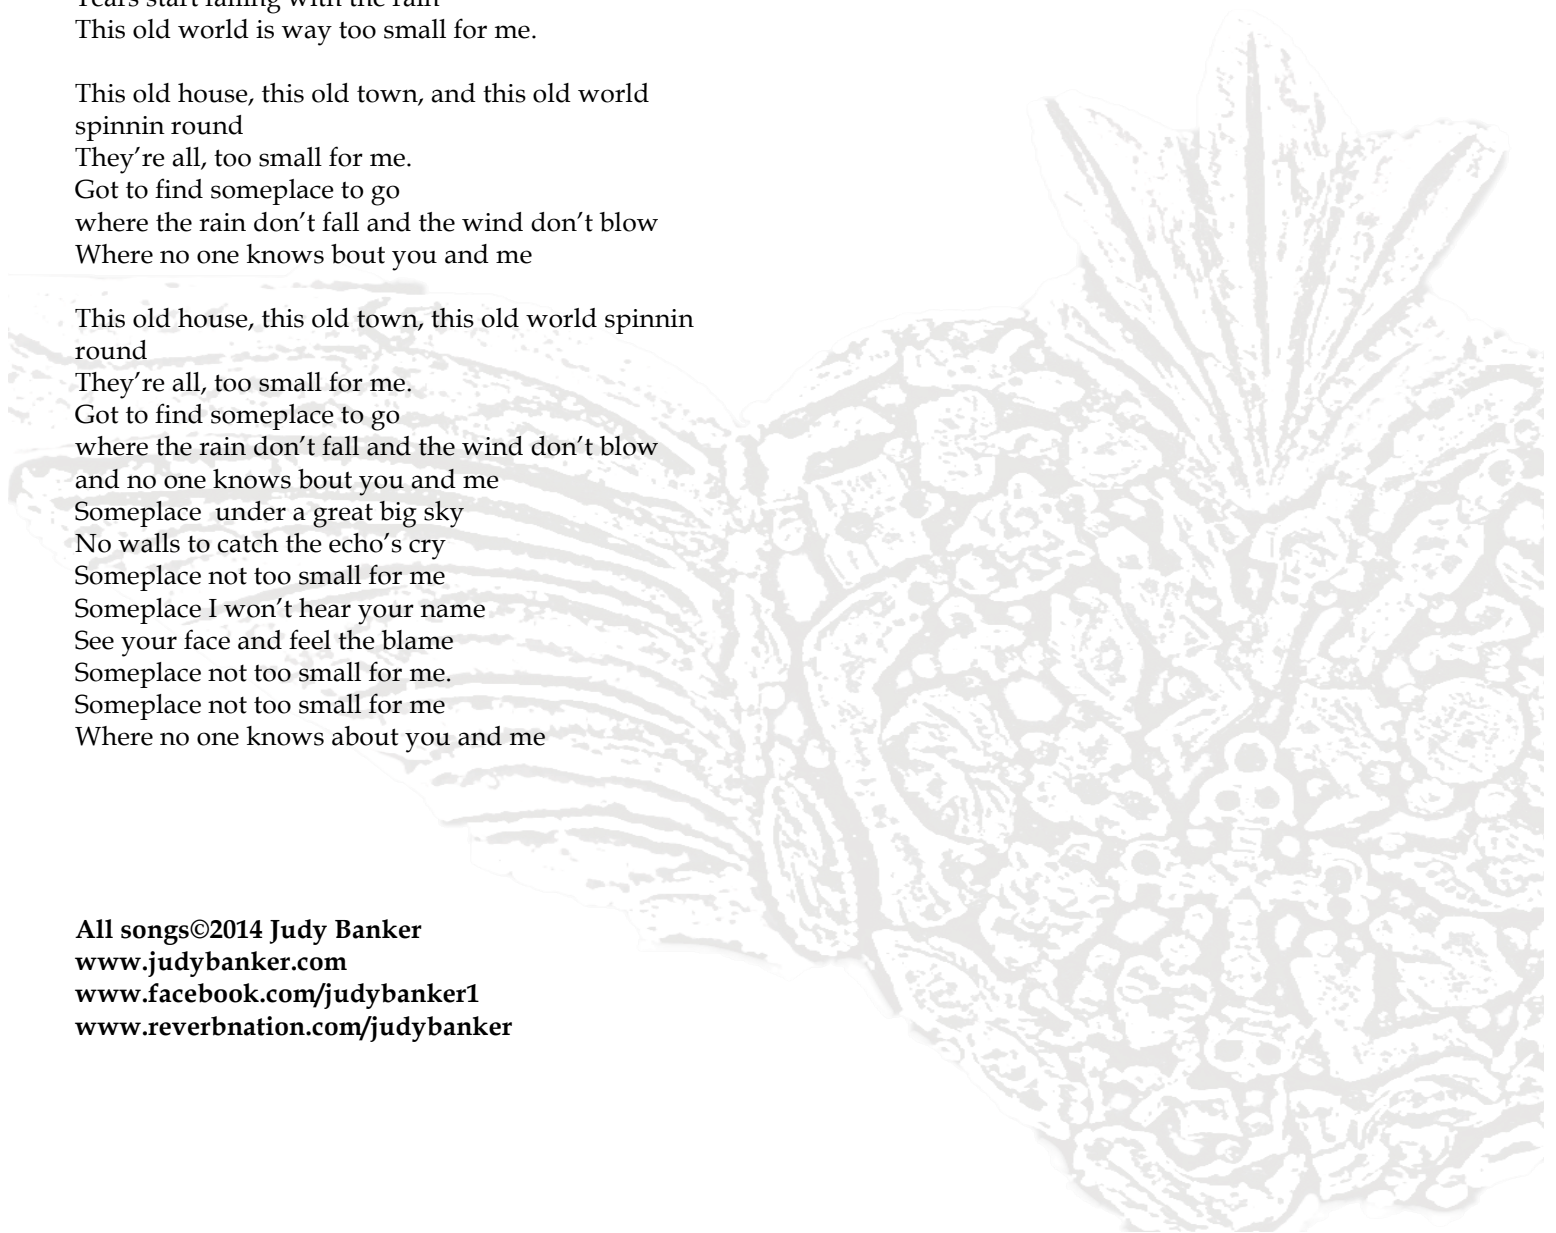 Tears start falling with the rain
This old world is way too small for me.
This old house, this old town, and this old world
spinnin round
They’re all, too small for me.
Got to find someplace to go
where the rain don’t fall and the wind don’t blow
Where no one knows bout you and me
This old house, this old town, this old world spinnin
round
They’re all, too small for me.
Got to find someplace to go
where the rain don’t fall and the wind don’t blow
and no one knows bout you and me
Someplace  under a great big sky
No walls to catch the echo’s cry
Someplace not too small for me
Someplace I won’t hear your name
See your face and feel the blame
Someplace not too small for me.
Someplace not too small for me
Where no one knows about you and me
All songs©2014 Judy Banker
www.judybanker.com
www.facebook.com/judybanker1
www.reverbnation.com/judybanker